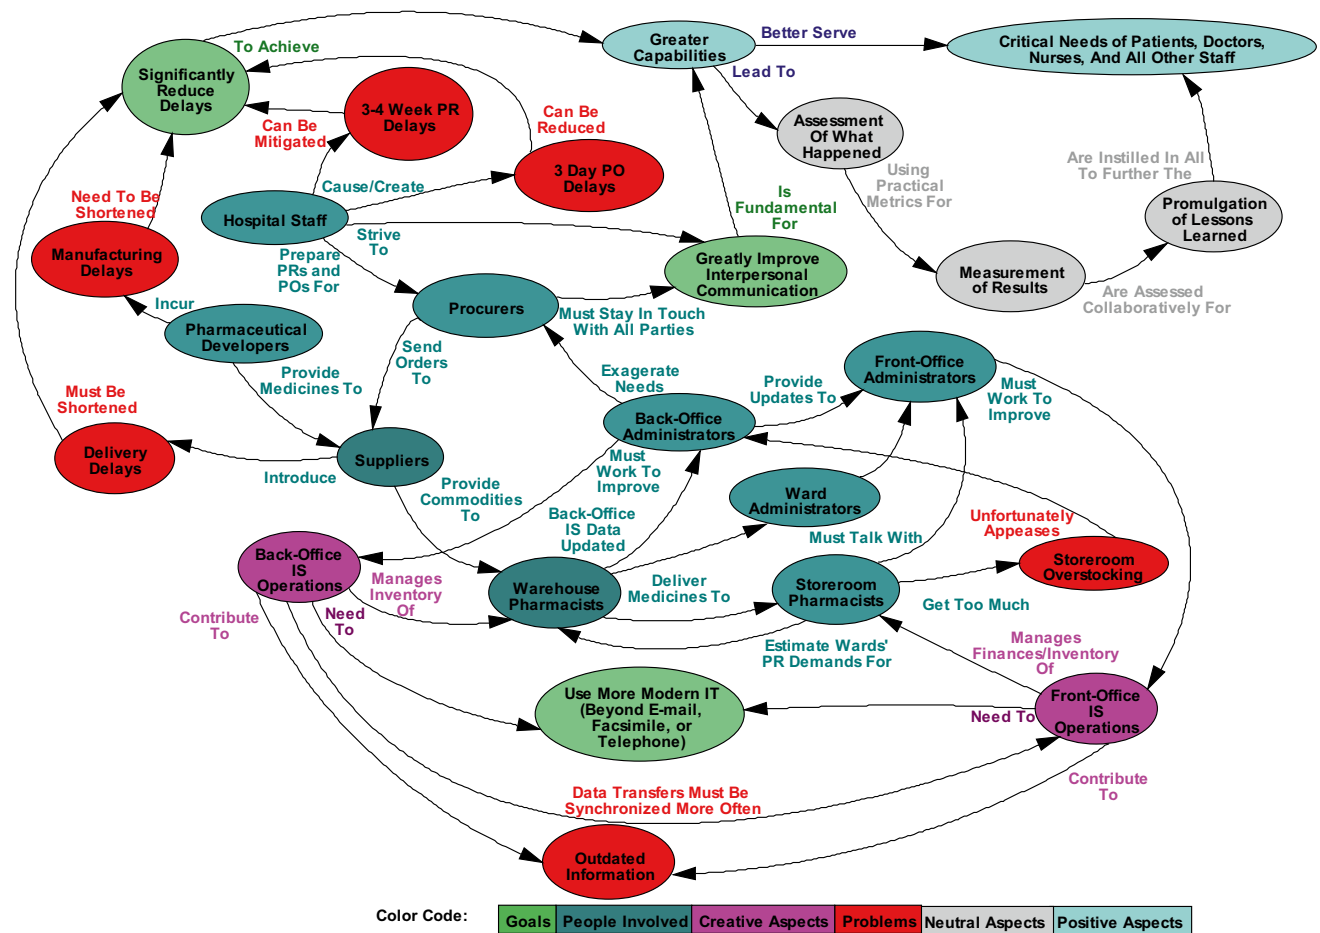 To Achieve
Significantly
Reduce
Delays
Greater
Capabilities
Better Serve
Critical Needs of Patients, Doctors,
Nurses, And All Other Staff
Lead To
3-4 Week PR
Delays
Can Be
Mitigated
Can Be
Reduced
Assessment
Of What
Happened
3 Day PO
Delays
Cause/Create
Using
Practical
Metrics For
Are Instilled In All
To Further The
Need To Be
Shortened
Hospital Staff
Is
Fundamental
For
Promulgation
of Lessons
Learned
Strive
To
Manufacturing
Delays
Prepare
PRs and
POs For
Greatly Improve
Interpersonal
Communication
Measurement
of Results
Are Assessed
Collaboratively For
Incur
Procurers
Must Stay In Touch
With All Parties
Pharmaceutical
Developers
Send
Orders
To
Front-Office
Administrators
Provide
Medicines To
Exagerate
Needs
Provide
Updates To
Must
Work To
Improve
Must Be
Shortened
Back-Office
Administrators
Delivery
Delays
Suppliers
Introduce
Must
Work To
Improve
Provide
Commodities
To
Ward
Administrators
Back-Office
IS Data
Updated
Must Talk With
Unfortunately
Appeases
Storeroom
Overstocking
Back-Office
IS
Operations
Manages
Inventory
Of
Warehouse
Pharmacists
Deliver
Medicines To
Storeroom
Pharmacists
Get Too Much
Contribute
To
Need
To
Estimate Wards'
PR Demands For
Manages
Finances/Inventory
Of
Use More Modern IT
(Beyond E-mail,
Facsimile, or
Telephone)
Need To
Front-Office
IS
Operations
Data Transfers Must Be
Synchronized More Often
Contribute
To
Outdated
Information
Color Code:
Goals
People Involved
Creative Aspects
Problems
Neutral Aspects
Positive Aspects